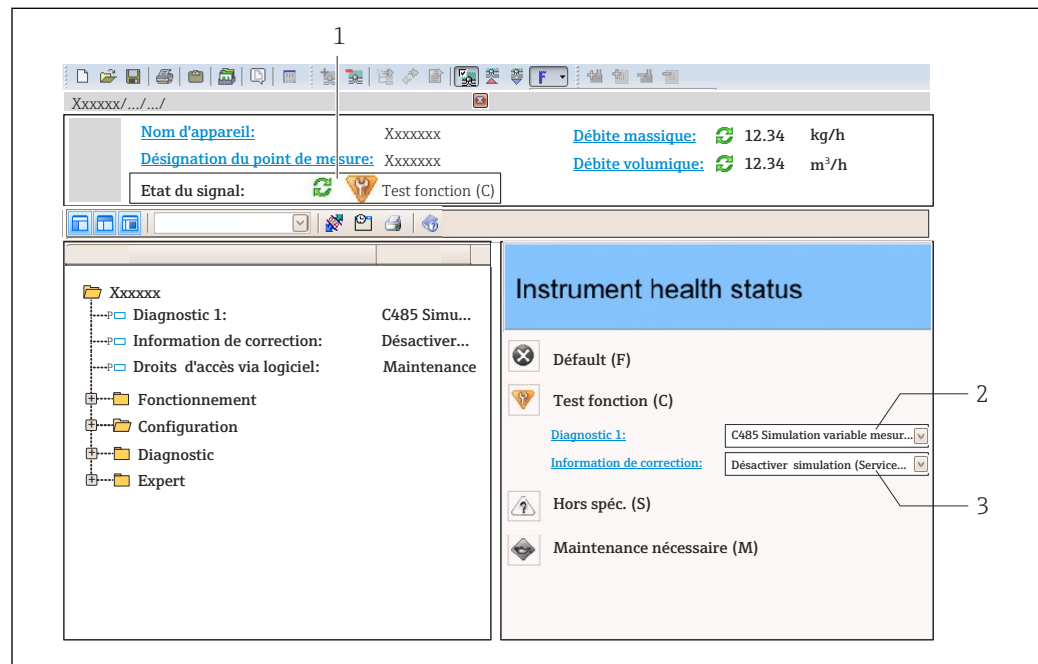 1
F
Xxxxxx/.../.../
Nom d'appareil: Xxxxxxx Débite massique: 12.34 kg/h
Désignation du point de mesure: Xxxxxxx Débite volumique: 12.34 m³/h
Etat du signal: Test fonction (C)
Xxxxxx
P Diagnostic 1: C485 Simu...
P Information de correction: Désactiver...
P Droits d'accès via logiciel: Maintenance
Fonctionnement
Configuration
Diagnostic
Expert
Instrument health status
Défault (F)
Test fonction (C)
Diagnostic 1: C485 Simulation variable mesur...
2
Information de correction: Désactiver simulation (Service...
3
Hors spéc. (S)
Maintenance nécessaire (M)